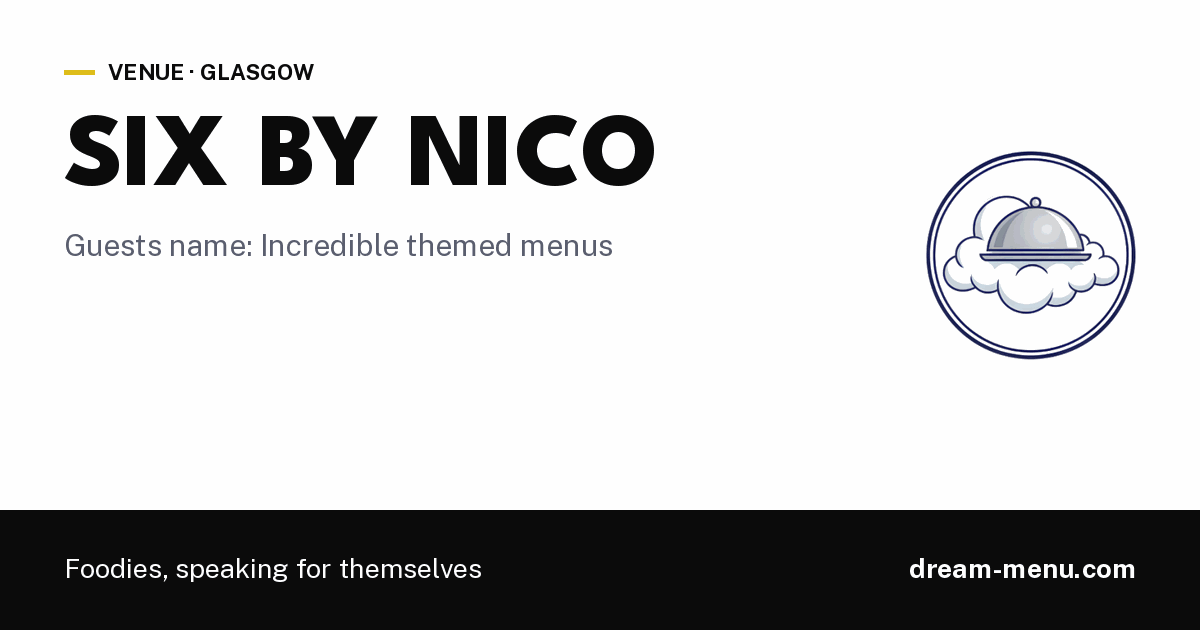 VENUE · GLASGOW
SIX BY NICO
Guests name: Incredible themed menus
Foodies, speaking for themselves
dream-menu.com